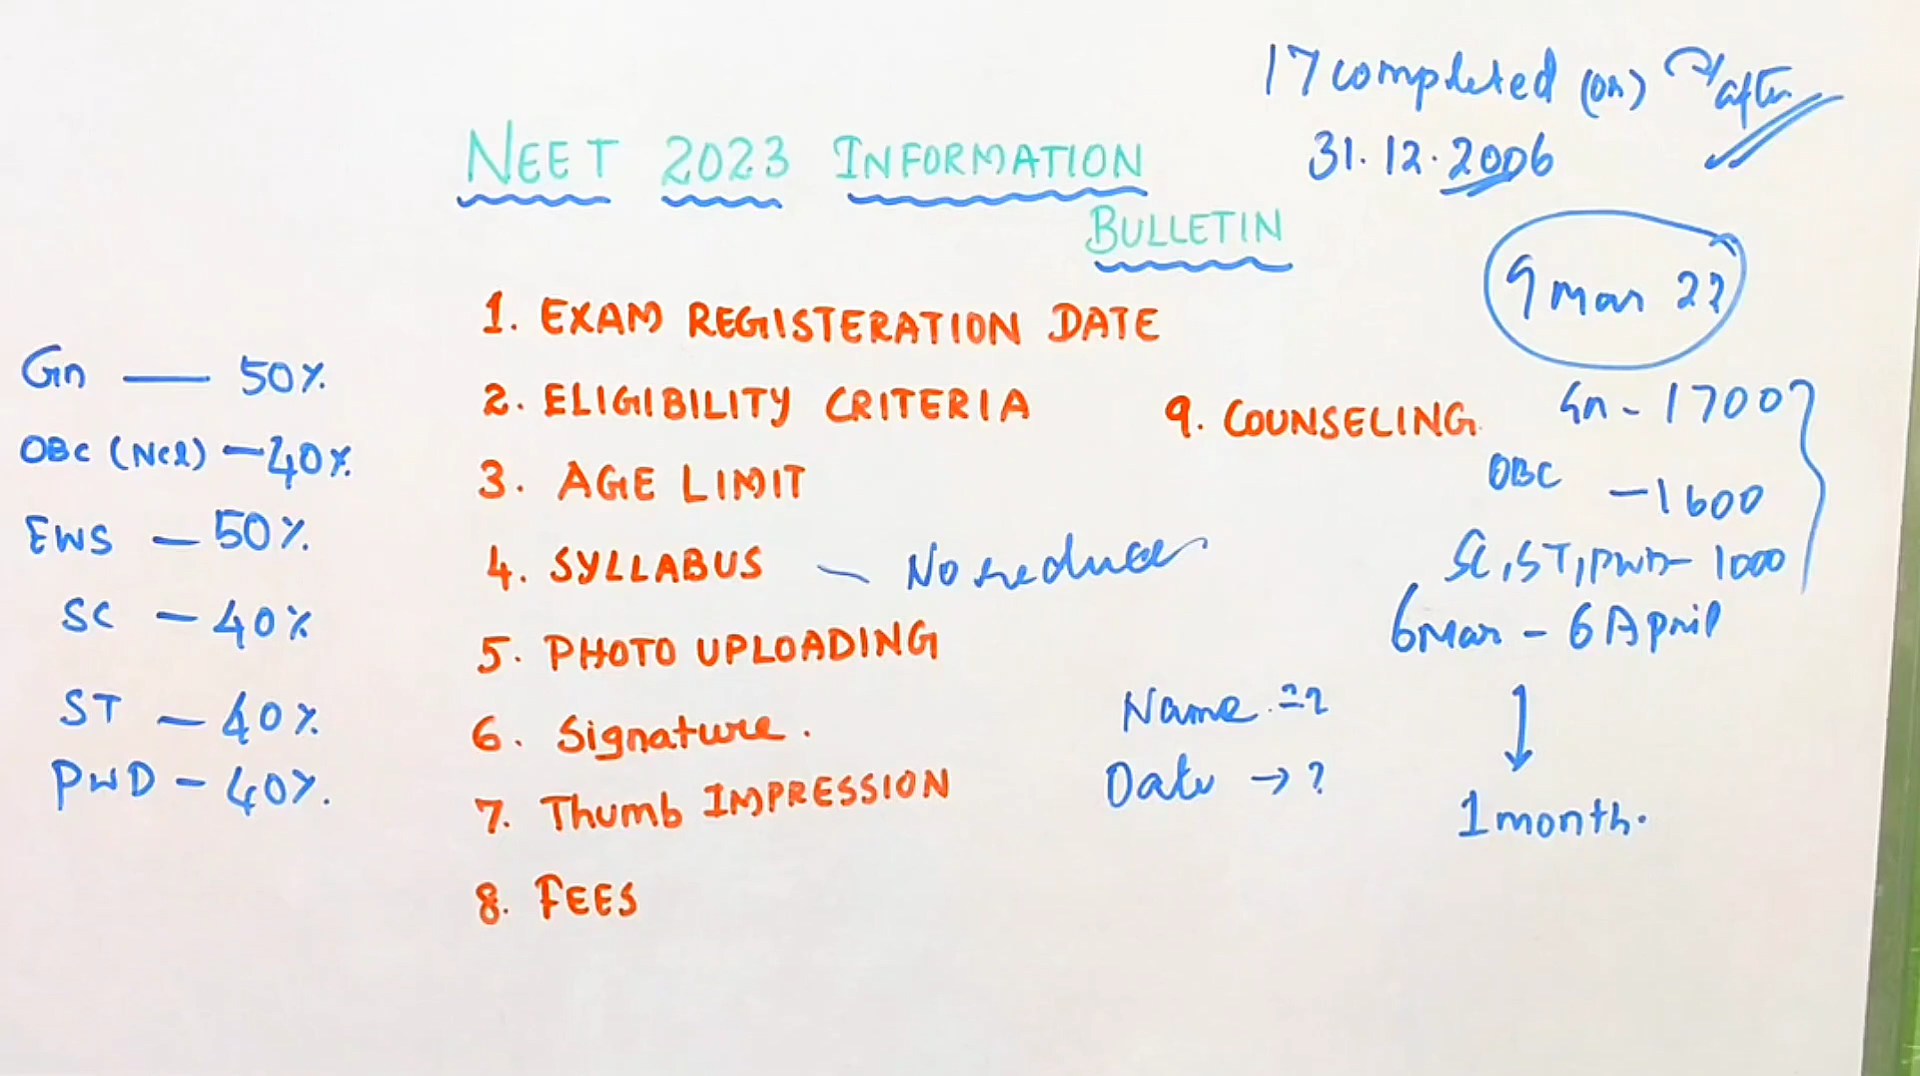 17 completed (on) after
31.12.2006
NEET 2023 INFORMATION
BULLETIN
9 Mar 22
1. EXAM REGISTERATION DATE
2. ELIGIBILITY CRITERIA
3. AGE LIMIT
4. SYLLABUS — No reduce
5. PHOTO UPLOADING
6. Signature.
7. Thumb IMPRESSION
8. FEES
9. COUNSELING
Gn — 50%
OBC (Ncl) — 40%
EWS — 50%
SC — 40%
ST — 40%
PWD — 40%.
Gn - 1700
OBC — 1600
SC, ST, PWD - 1000
6 Mar - 6 April
↓
1 month.
Name =?
Date → ?